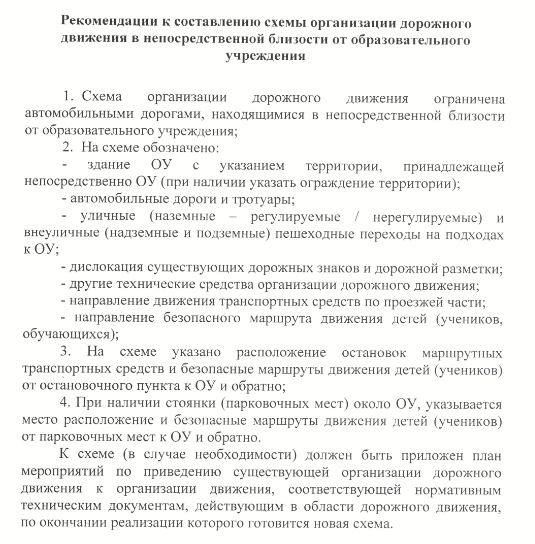 Рекомендации к составлению схемы организации дорожного
движения в непосредственной близости от образовательного
учреждения
1. Схема организации дорожного движения ограничена
автомобильными дорогами, находящимися в непосредственной близости
от образовательного учреждения;
2. На схеме обозначено:
- здание ОУ с указанием территории, принадлежащей
непосредственно ОУ (при наличии указать ограждение территории);
- автомобильные дороги и тротуары;
- уличные (наземные – регулируемые / нерегулируемые) и
внеуличные (надземные и подземные) пешеходные переходы на подходах
к ОУ;
- дислокация существующих дорожных знаков и дорожной разметки;
- другие технические средства организации дорожного движения;
- направление движения транспортных средств по проезжей части;
- направление безопасного маршрута движения детей (учеников,
обучающихся);
3. На схеме указано расположение остановок маршрутных
транспортных средств и безопасные маршруты движения детей (учеников)
от остановочного пункта к ОУ и обратно;
4. При наличии стоянки (парковочных мест) около ОУ, указывается
место расположение и безопасные маршруты движения детей (учеников)
от парковочных мест к ОУ и обратно.
К схеме (в случае необходимости) должен быть приложен план
мероприятий по приведению существующей организации дорожного
движения к организации движения, соответствующей нормативным
техническим документам, действующим в области дорожного движения,
по окончании реализации которого готовится новая схема.